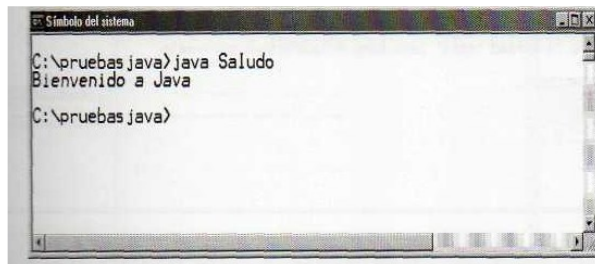 Símbolo del sistema
C:\pruebasjava>java Saludo
Bienvenido a Java
C:\pruebasjava>